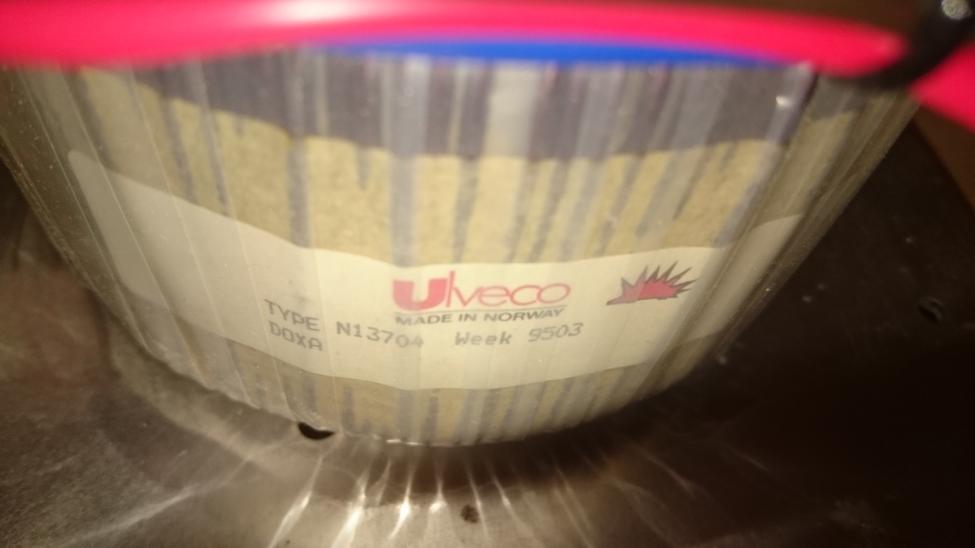 Ulveco
MADE IN NORWAY
TYPE N13704 Week 9503
DOXA